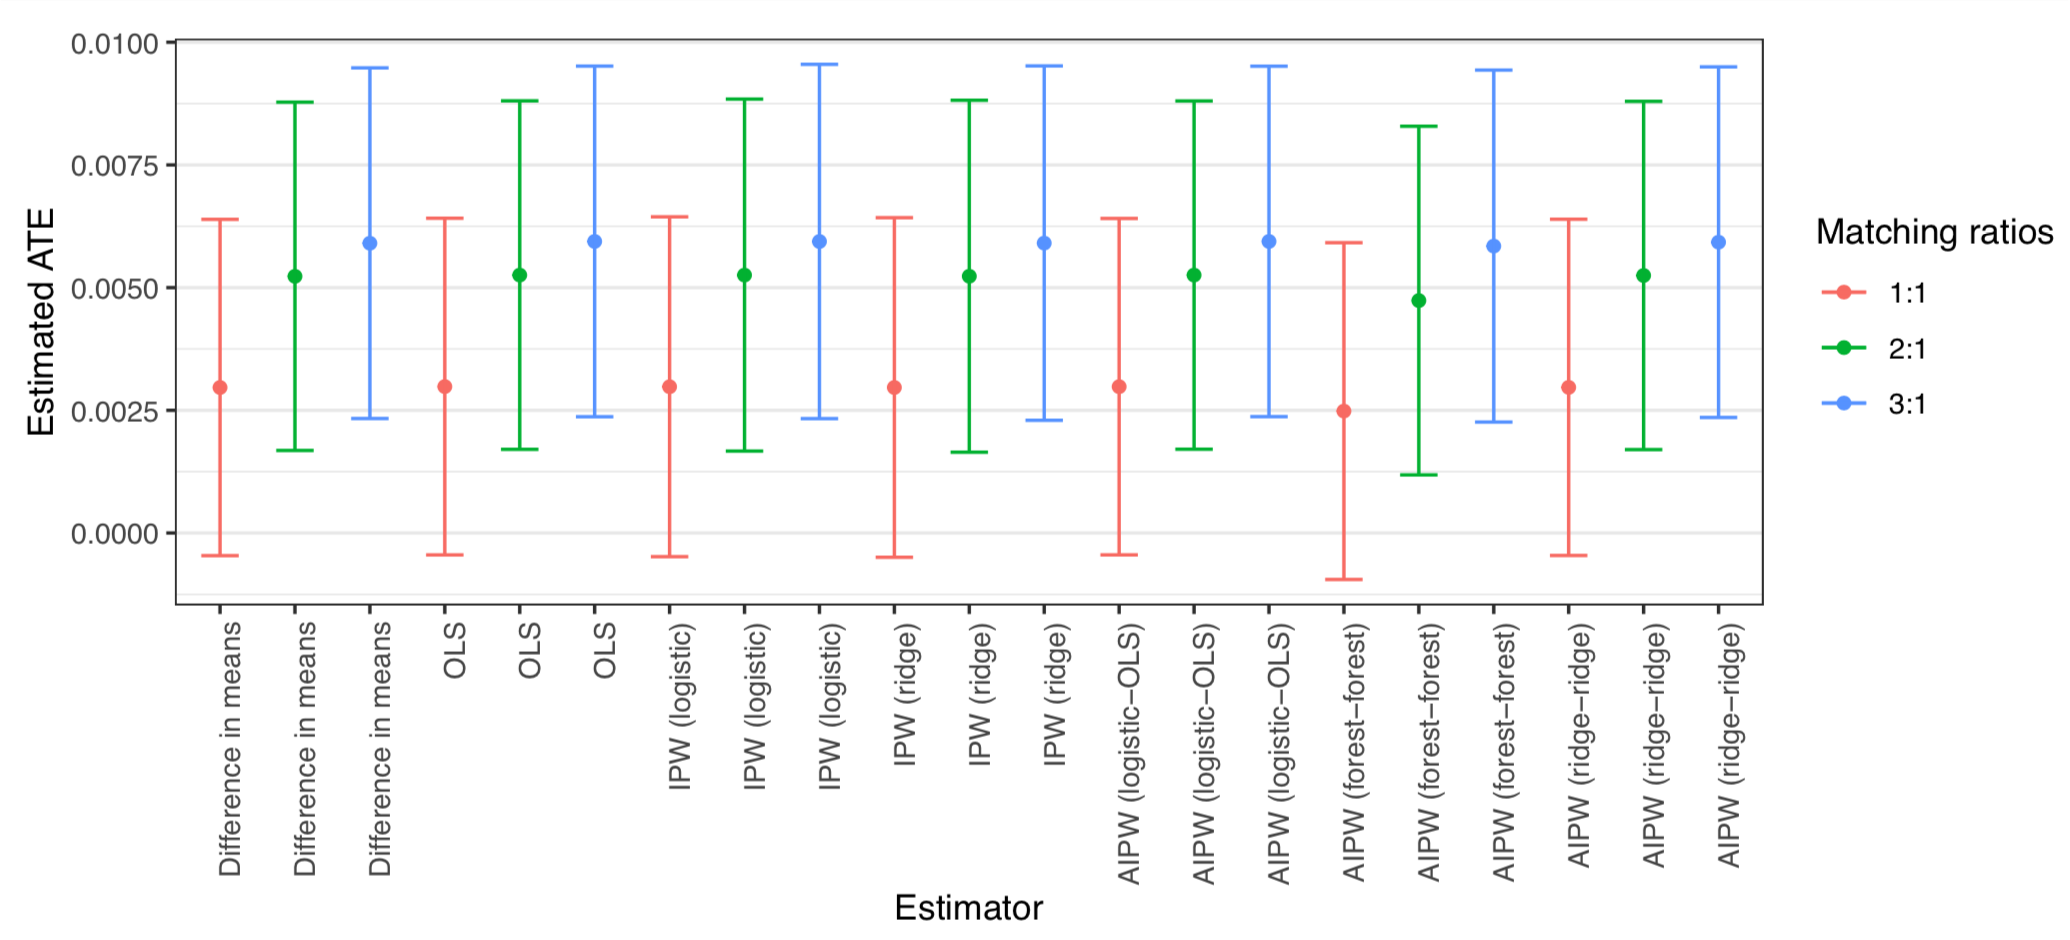 0.0100
0.0075
0.0050
0.0025
0.0000
Estimated ATE
Difference in means
Difference in means
Difference in means
OLS
OLS
OLS
IPW (logistic)
IPW (logistic)
IPW (logistic)
IPW (ridge)
IPW (ridge)
IPW (ridge)
AIPW (logistic−OLS)
AIPW (logistic−OLS)
AIPW (logistic−OLS)
AIPW (forest−forest)
AIPW (forest−forest)
AIPW (forest−forest)
AIPW (ridge−ridge)
AIPW (ridge−ridge)
AIPW (ridge−ridge)
Estimator
Matching ratios
1:1
2:1
3:1